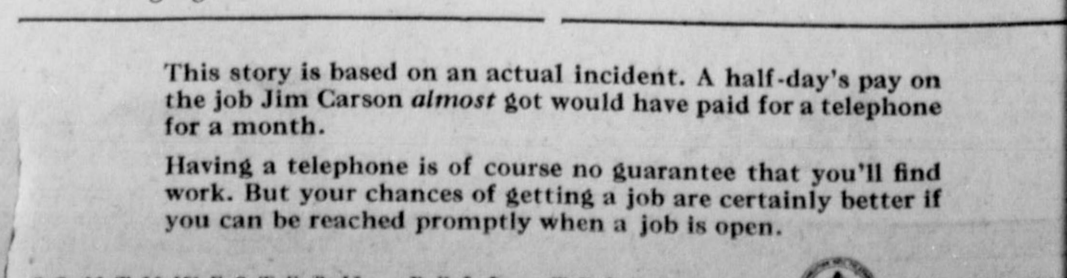 This story is based on an actual incident. A half-day's pay on
the job Jim Carson almost got would have paid for a telephone
for a month.
Having a telephone is of course no guarantee that you'll find
work. But your chances of getting a job are certainly better if
you can be reached promptly when a job is open.